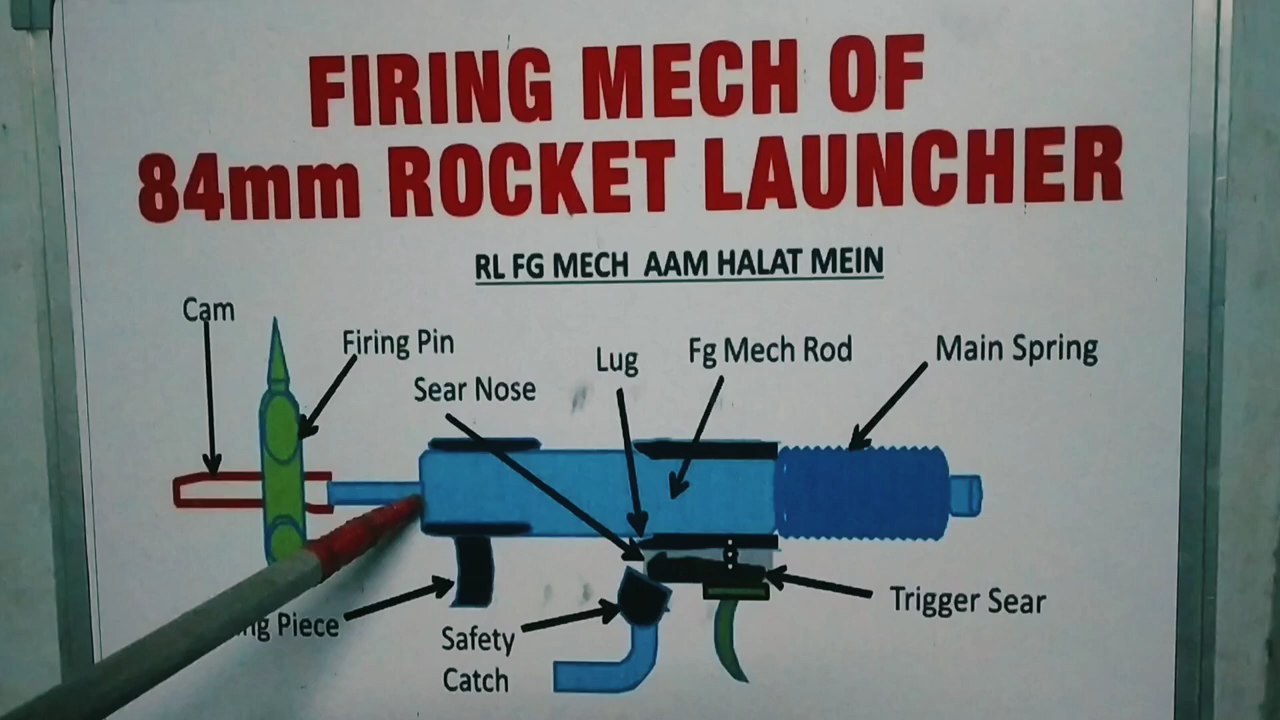 FIRING MECH OF
84mm ROCKET LAUNCHER
RL FG MECH AAM HALAT MEIN
Cam
Firing Pin
Sear Nose
Lug
Fg Mech Rod
Main Spring
Piece
Safety
Catch
Trigger Sear